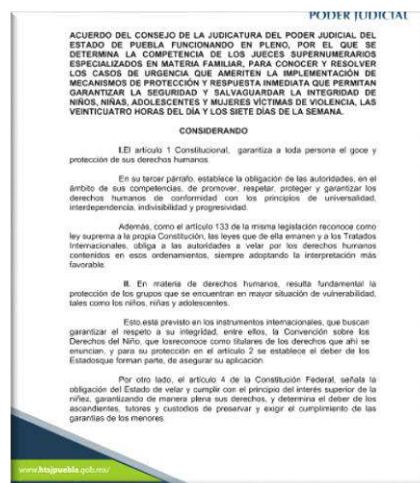 PODER JUDICIAL
ACUERDO DEL CONSEJO DE LA JUDICATURA DEL PODER JUDICIAL DEL
ESTADO DE PUEBLA FUNCIONANDO EN PLENO, POR EL QUE SE
DETERMINA LA COMPETENCIA DE LOS JUECES SUPERNUMERARIOS
ESPECIALIZADOS EN MATERIA FAMILIAR, PARA CONOCER Y RESOLVER
LOS CASOS DE URGENCIA QUE AMERITEN LA IMPLEMENTACIÓN DE
MECANISMOS DE PROTECCIÓN Y RESPUESTA INMEDIATA QUE PERMITAN
GARANTIZAR LA SEGURIDAD Y SALVAGUARDAR LA INTEGRIDAD DE
NIÑOS, NIÑAS, ADOLESCENTES Y MUJERES VÍCTIMAS DE VIOLENCIA, LAS
VEINTICUATRO HORAS DEL DÍA Y LOS SIETE DÍAS DE LA SEMANA.
CONSIDERANDO
I.El artículo 1 Constitucional, garantiza a toda persona el goce y
protección de sus derechos humanos.
En su tercer párrafo, establece la obligación de las autoridades, en el
ámbito de sus competencias, de promover, respetar, proteger y garantizar los
derechos humanos de conformidad con los principios de universalidad,
interdependencia, indivisibilidad y progresividad.
Además, como el artículo 133 de la misma legislación reconoce como
ley suprema a la propia Constitución, las leyes que de ella emanen y a los Tratados
Internacionales, obliga a las autoridades a velar por los derechos humanos
contenidos en esos ordenamientos, siempre adoptando la interpretación más
favorable.
II. En materia de derechos humanos, resulta fundamental la
protección de los grupos que se encuentran en mayor situación de vulnerabilidad,
tales como los niños, niñas y adolescentes.
Esto está previsto en los instrumentos internacionales, que buscan
garantizar el respeto a su integridad, entre ellos, la Convención sobre los
Derechos del Niño, que losreconoce como titulares de los derechos que ahí se
enuncian, y para su protección en el artículo 2 se establece el deber de los
Estadosque forman parte, de asegurar su aplicación.
Por otro lado, el artículo 4 de la Constitución Federal, señala la
obligación del Estado de velar y cumplir con el principio del interés superior de la
niñez, garantizando de manera plena sus derechos, y determina el deber de los
ascendientes, tutores y custodios de preservar y exigir el cumplimiento de las
garantías de los menores.
www.htsjpuebla.gob.mx/